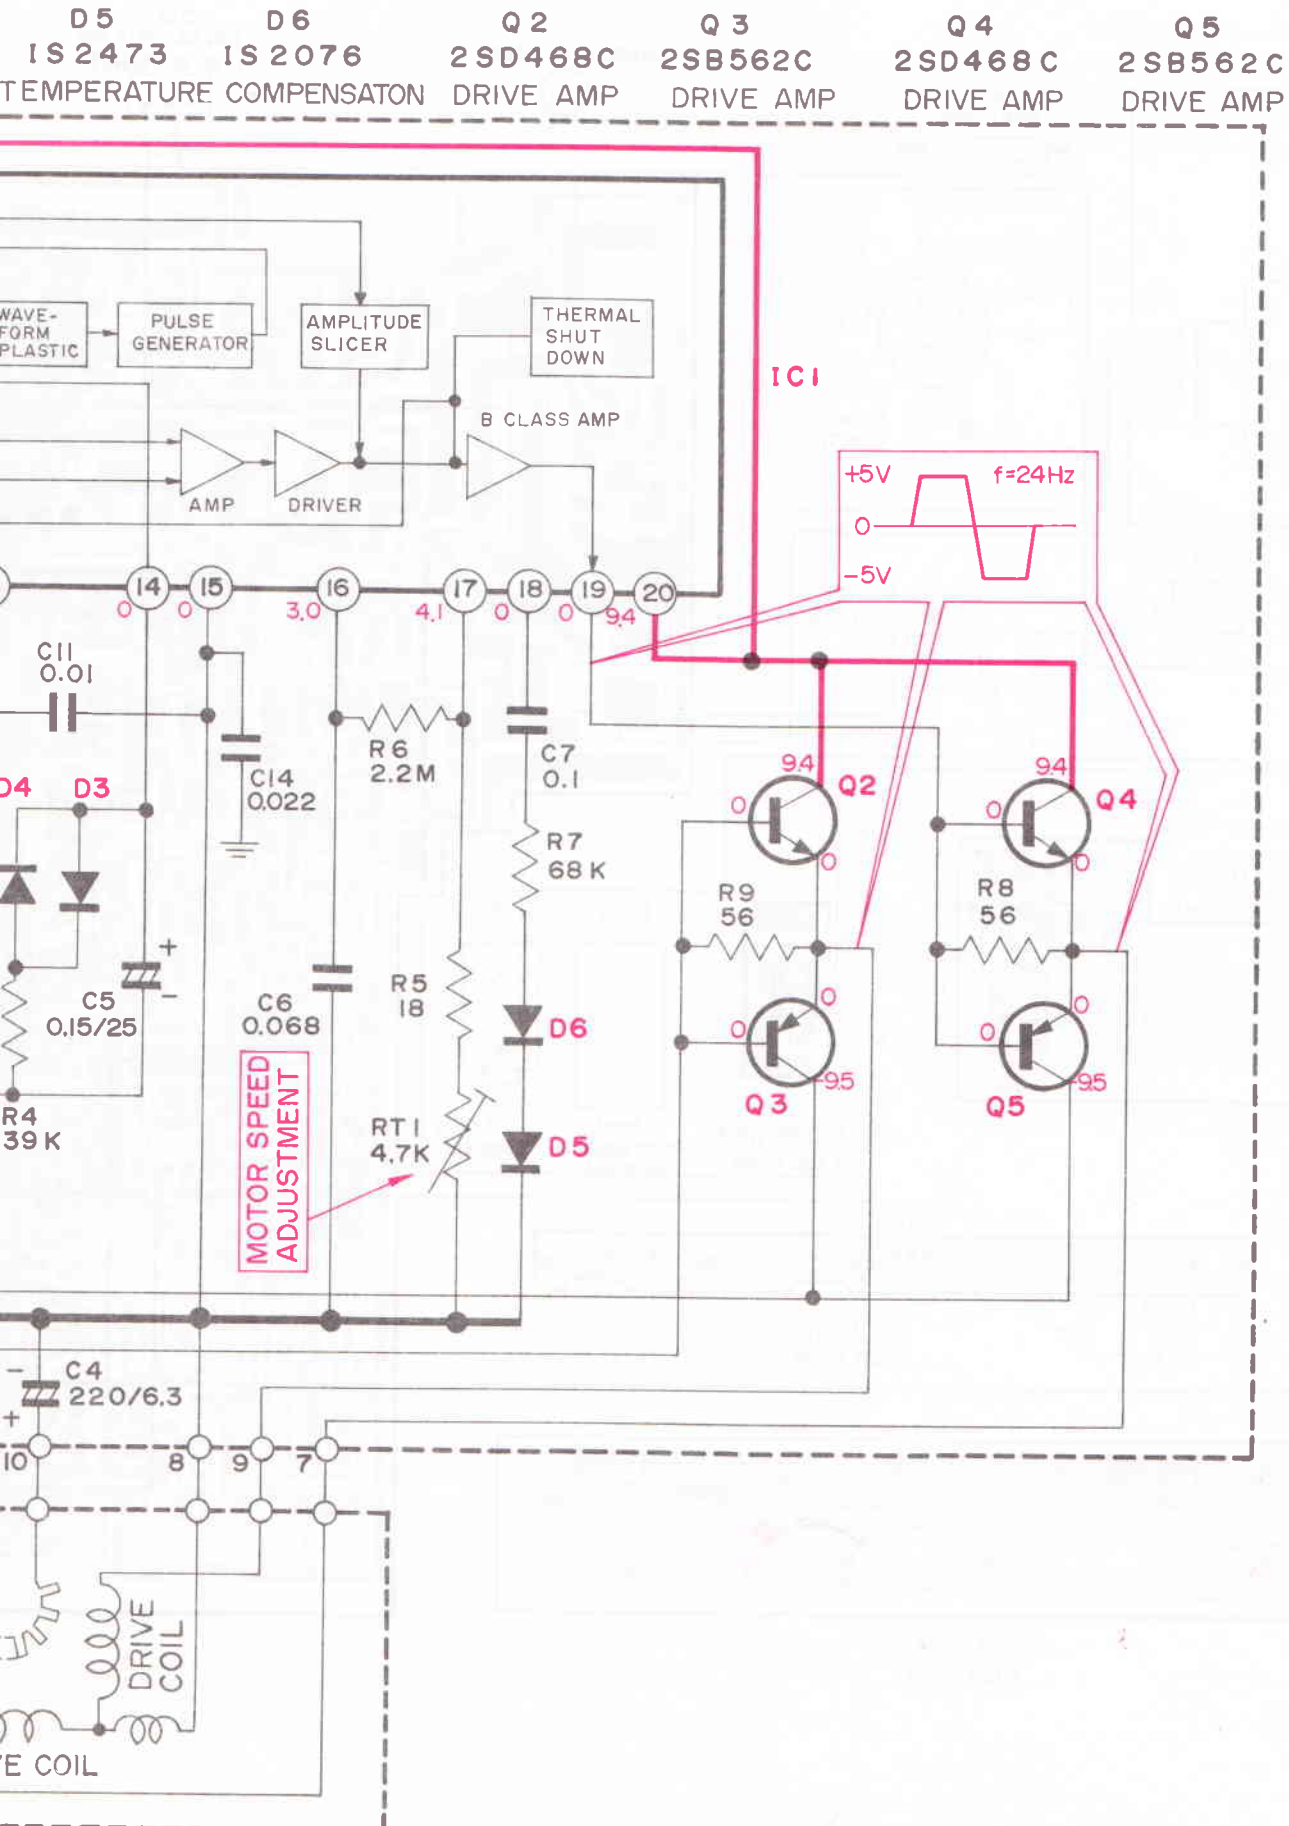 D5
IS2473
D6
IS2076
TEMPERATURE COMPENSATON
Q2
2SD468C
DRIVE AMP
Q3
2SB562C
DRIVE AMP
Q4
2SD468C
DRIVE AMP
Q5
2SB562C
DRIVE AMP
WAVE-
FORM
PLASTIC
PULSE
GENERATOR
AMPLITUDE
SLICER
THERMAL
SHUT
DOWN
IC1
B CLASS AMP
AMP
DRIVER
+5V
f=24Hz
0
-5V
14
15
16
17
18
19
20
0
0
3.0
4.1
0
0
9.4
C11
0.01
R6
2.2M
C7
0.1
C14
0.022
D4
D3
9.4
Q2
0
0
9.4
Q4
0
0
R7
68K
R9
56
R8
56
C5
0.15/25
+
-
C6
0.068
R5
18
D6
0
0
-9.5
Q3
0
0
-9.5
Q5
R4
39K
MOTOR SPEED
ADJUSTMENT
RT1
4.7K
D5
-
C4
220/6.3
+
10
8
9
7
DRIVE
COIL
E COIL